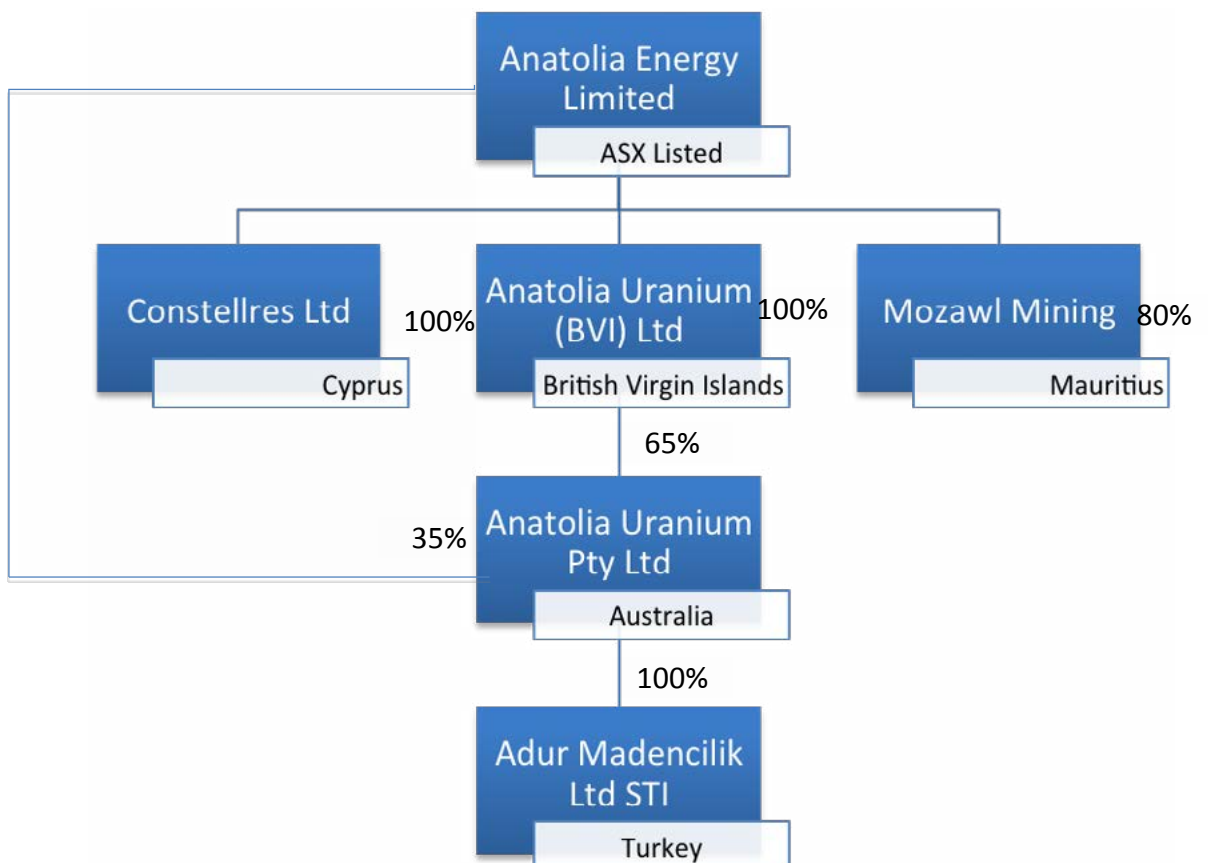 Anatolia Energy
Limited
ASX Listed
Constellres Ltd
Cyprus
100%
Anatolia Uranium
(BVI) Ltd
British Virgin Islands
100%
Mozawl Mining
Mauritius
80%
65%
35%
Anatolia Uranium
Pty Ltd
Australia
100%
Adur Madencilik
Ltd STI
Turkey